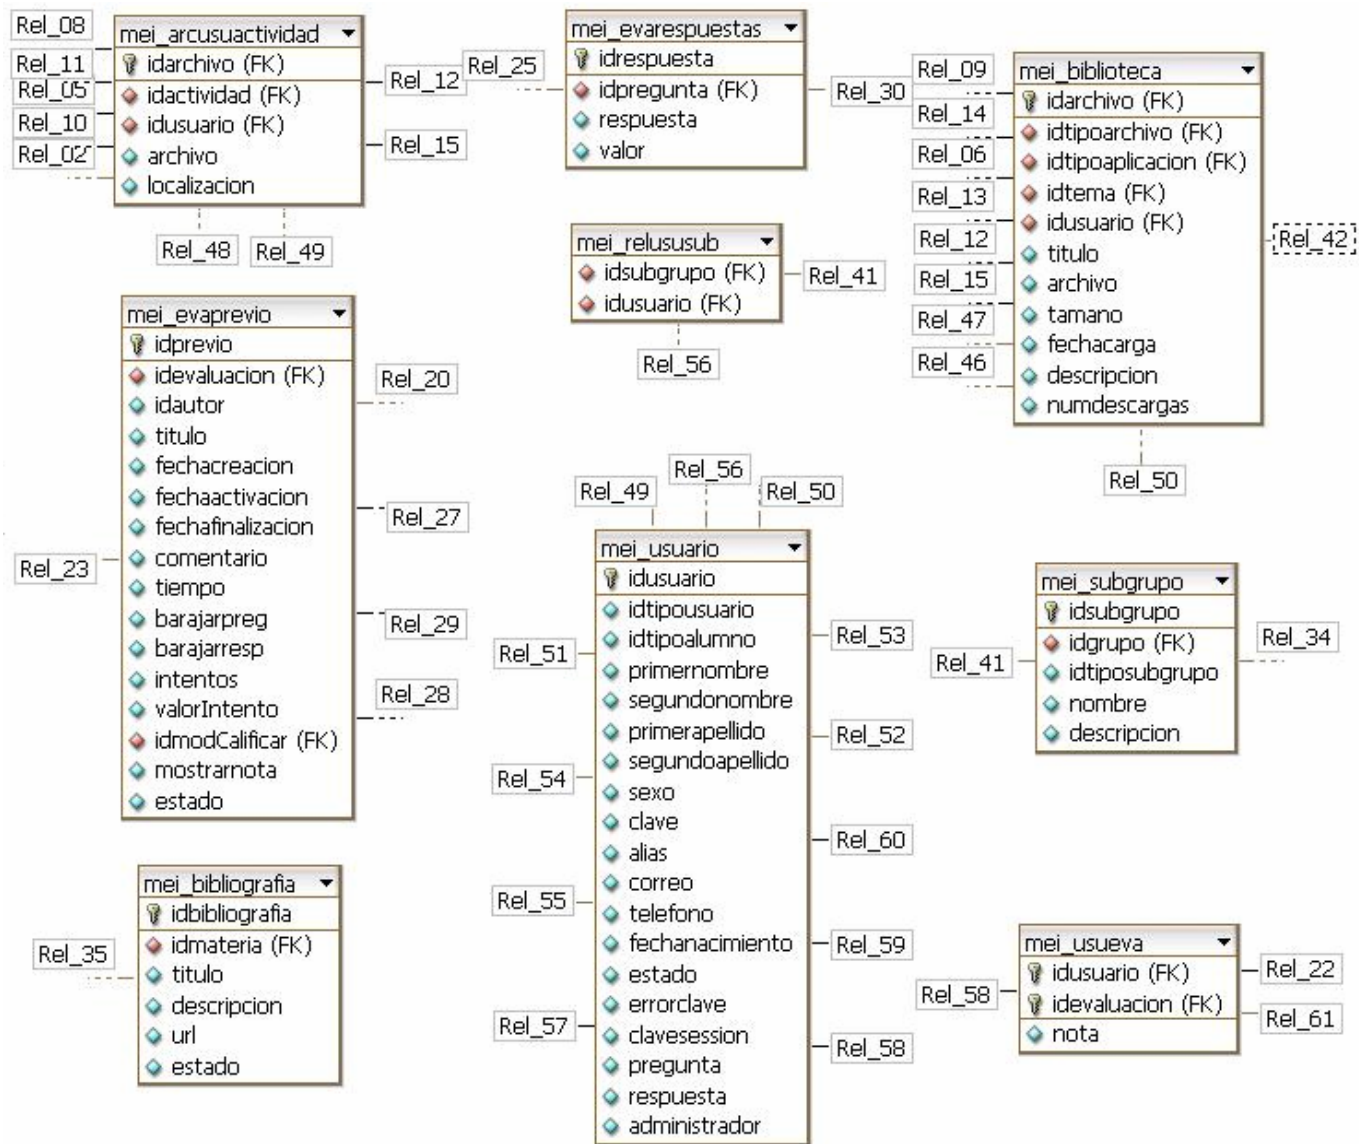 Rel_08
Rel_11
Rel_05
Rel_10
Rel_02
mei_arcusuactividad
idarchivo (FK)
idactividad (FK)
idusuario (FK)
archivo
localizacion
Rel_12
Rel_15
Rel_48
Rel_49
Rel_25
mei_evarespuestas
idrespuesta
idpregunta (FK)
respuesta
valor
Rel_30
Rel_09
Rel_14
Rel_06
Rel_13
Rel_12
Rel_15
Rel_47
Rel_46
mei_biblioteca
idarchivo (FK)
idtipoarchivo (FK)
idtipoaplicacion (FK)
idtema (FK)
idusuario (FK)
titulo
archivo
tamano
fechacarga
descripcion
numdescargas
Rel_42
Rel_50
mei_relususub
idsubgrupo (FK)
idusuario (FK)
Rel_41
Rel_56
mei_evaprevio
idprevio
idevaluacion (FK)
idautor
titulo
fechacreacion
fechaactivacion
fechafinalizacion
comentario
tiempo
barajarpreg
barajarresp
intentos
valorIntento
idmodCalificar (FK)
mostrarnota
estado
Rel_23
Rel_20
Rel_27
Rel_29
Rel_28
Rel_49
Rel_56
Rel_50
mei_usuario
idusuario
idtipousuario
idtipoalumno
primernombre
segundonombre
primerapellido
segundoapellido
sexo
clave
alias
correo
telefono
fechanacimiento
estado
errorclave
clavesession
pregunta
respuesta
administrador
Rel_51
Rel_54
Rel_55
Rel_57
Rel_53
Rel_52
Rel_60
Rel_59
Rel_58
Rel_41
mei_subgrupo
idsubgrupo
idgrupo (FK)
idtiposubgrupo
nombre
descripcion
Rel_34
Rel_35
mei_bibliografia
idbibliografia
idmateria (FK)
titulo
descripcion
url
estado
Rel_58
mei_usueva
idusuario (FK)
idevaluacion (FK)
nota
Rel_22
Rel_61